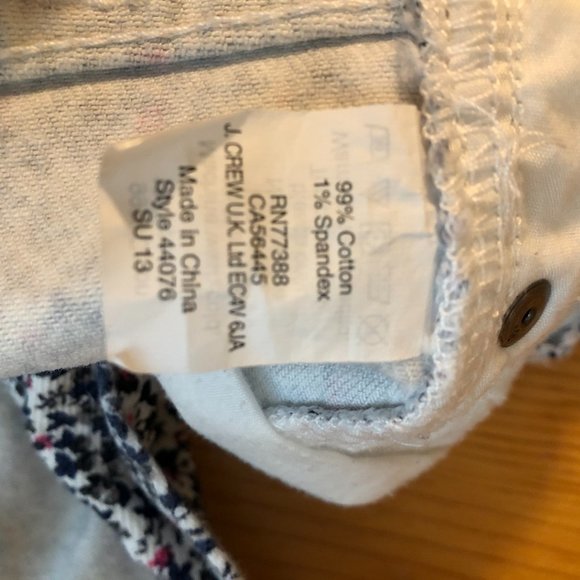 99% Cotton
1% Spandex
RN77388
CA56445
J. CREW U.K. Ltd EC4V 6JA
Made in China
Style 44076
SU 13